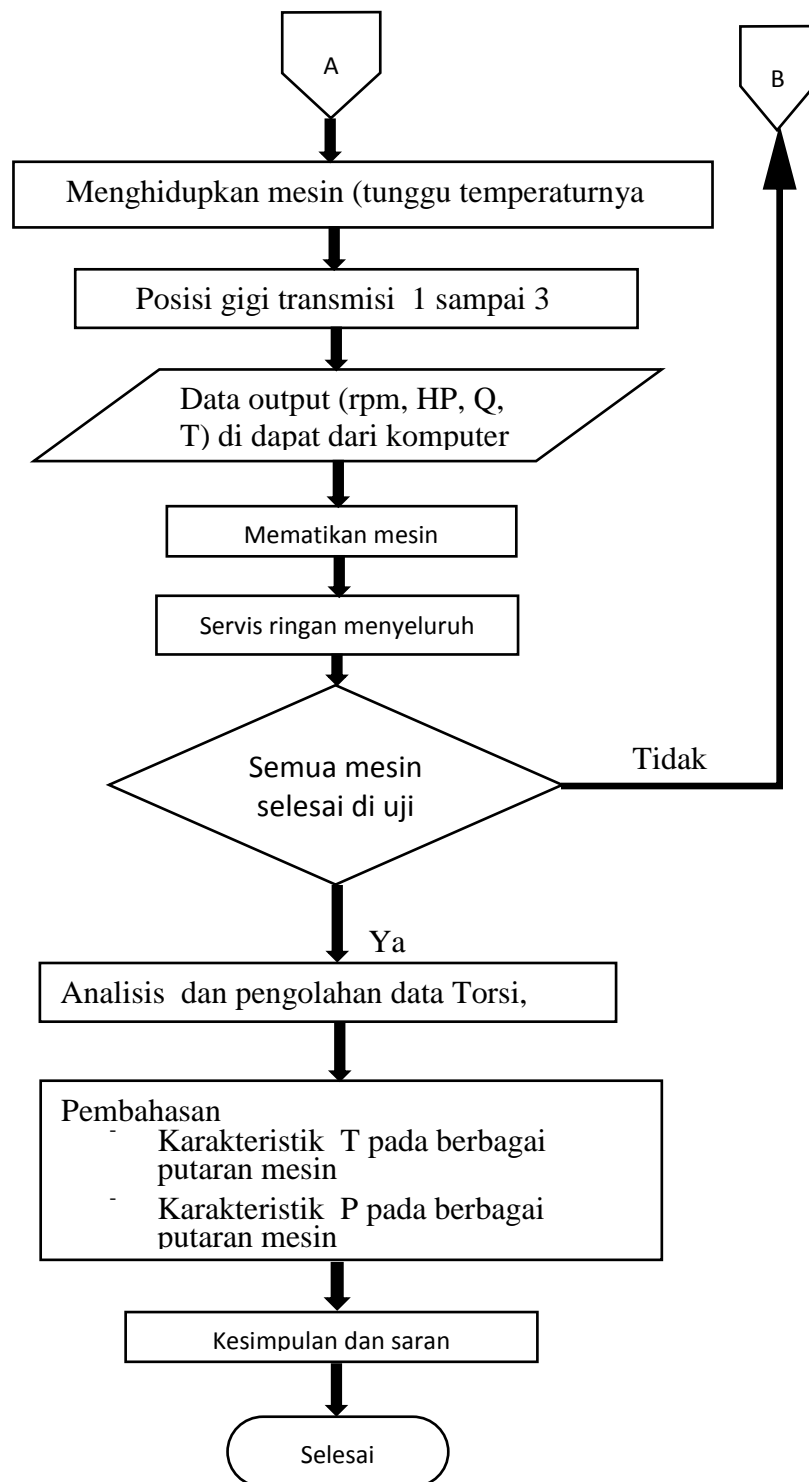 A
B
Menghidupkan mesin (tunggu temperaturnya
Posisi gigi transmisi 1 sampai 3
Data output (rpm, HP, Q,
T) di dapat dari komputer
Mematikan mesin
Servis ringan menyeluruh
Semua mesin
selesai di uji
Tidak
Ya
Analisis dan pengolahan data Torsi,
Pembahasan
- Karakteristik T pada berbagai
putaran mesin
- Karakteristik P pada berbagai
putaran mesin
Kesimpulan dan saran
Selesai